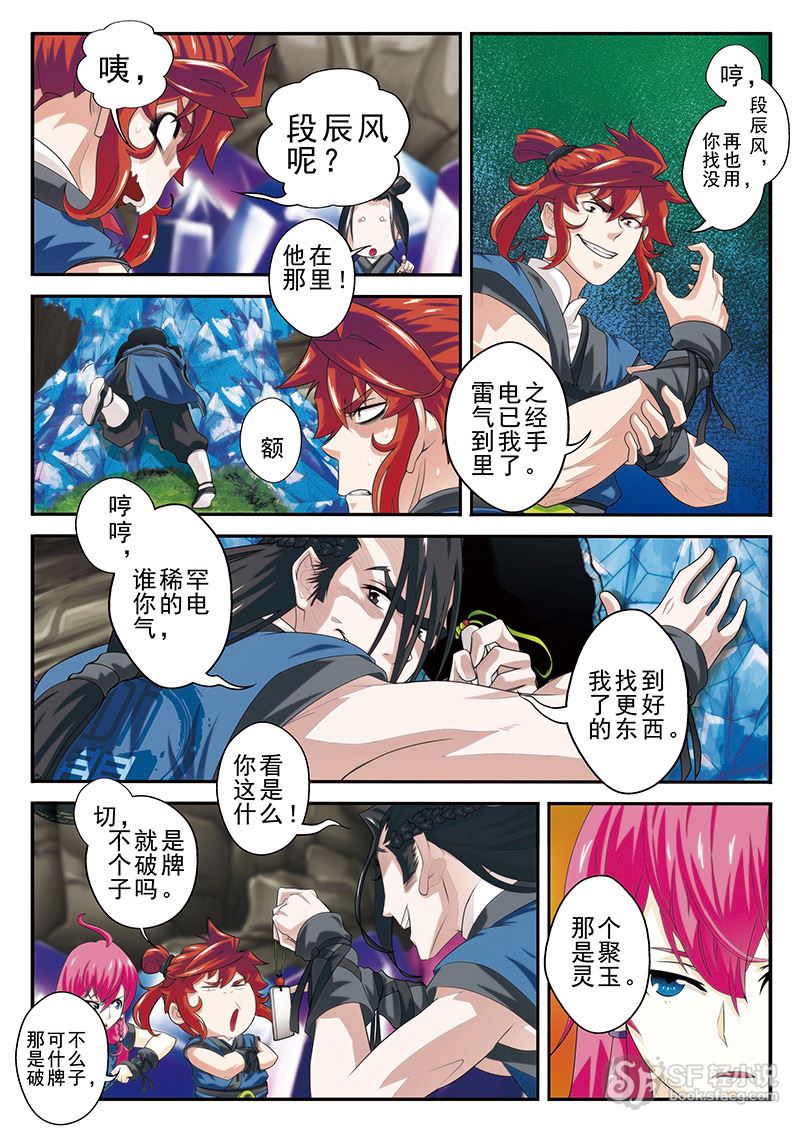 哼，
段辰风，
你再
找也
没用，
雷电之
气已经
到我手
里了。
咦，
段辰风
呢？
他在
那里！
额
哼哼，
谁稀罕
你的电
气，
我找到
了更好
的东西。
你看
这是
什么！
切，
不就是
个破牌
子吗。
那可不
是什么
破牌子，
那个
是聚
灵玉。
SF轻小说
book.sfacg.com